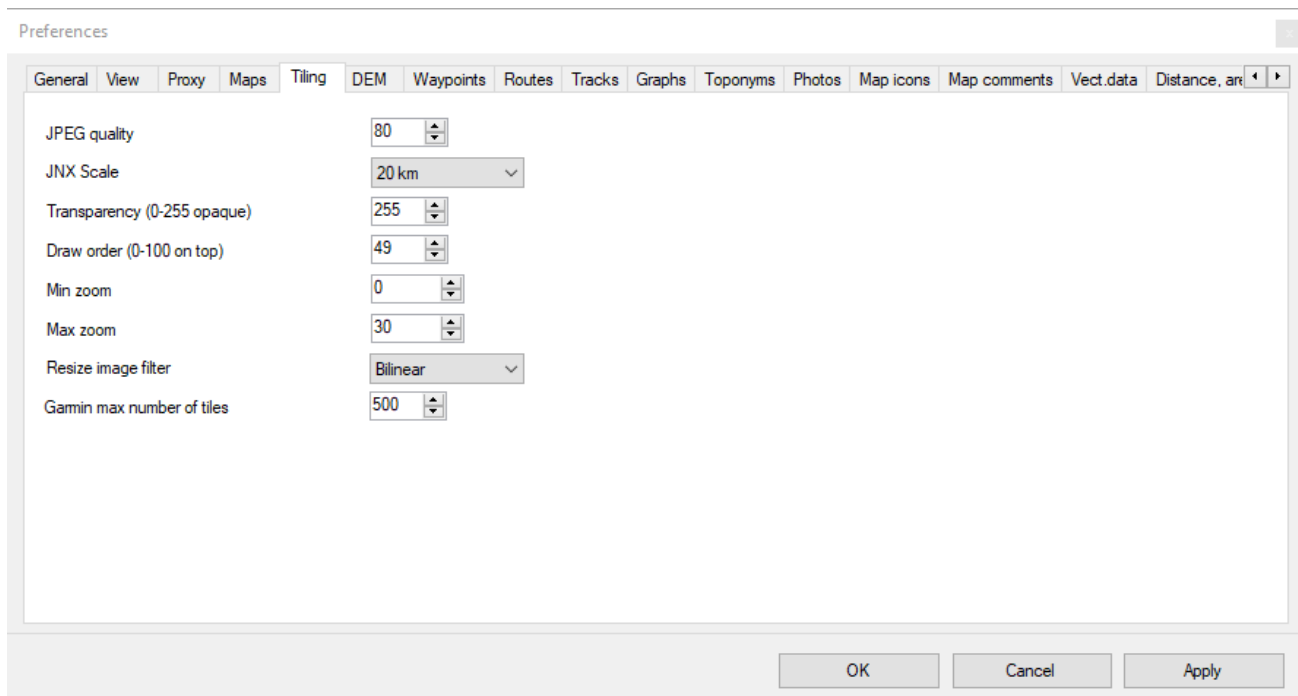 Preferences
General View Proxy Maps Tiling DEM Waypoints Routes Tracks Graphs Toponyms Photos Map icons Map comments Vect.data Distance, are
JPEG quality 80
JNX Scale 20 km
Transparency (0-255 opaque) 255
Draw order (0-100 on top) 49
Min zoom 0
Max zoom 30
Resize image filter Bilinear
Garmin max number of tiles 500
OK Cancel Apply